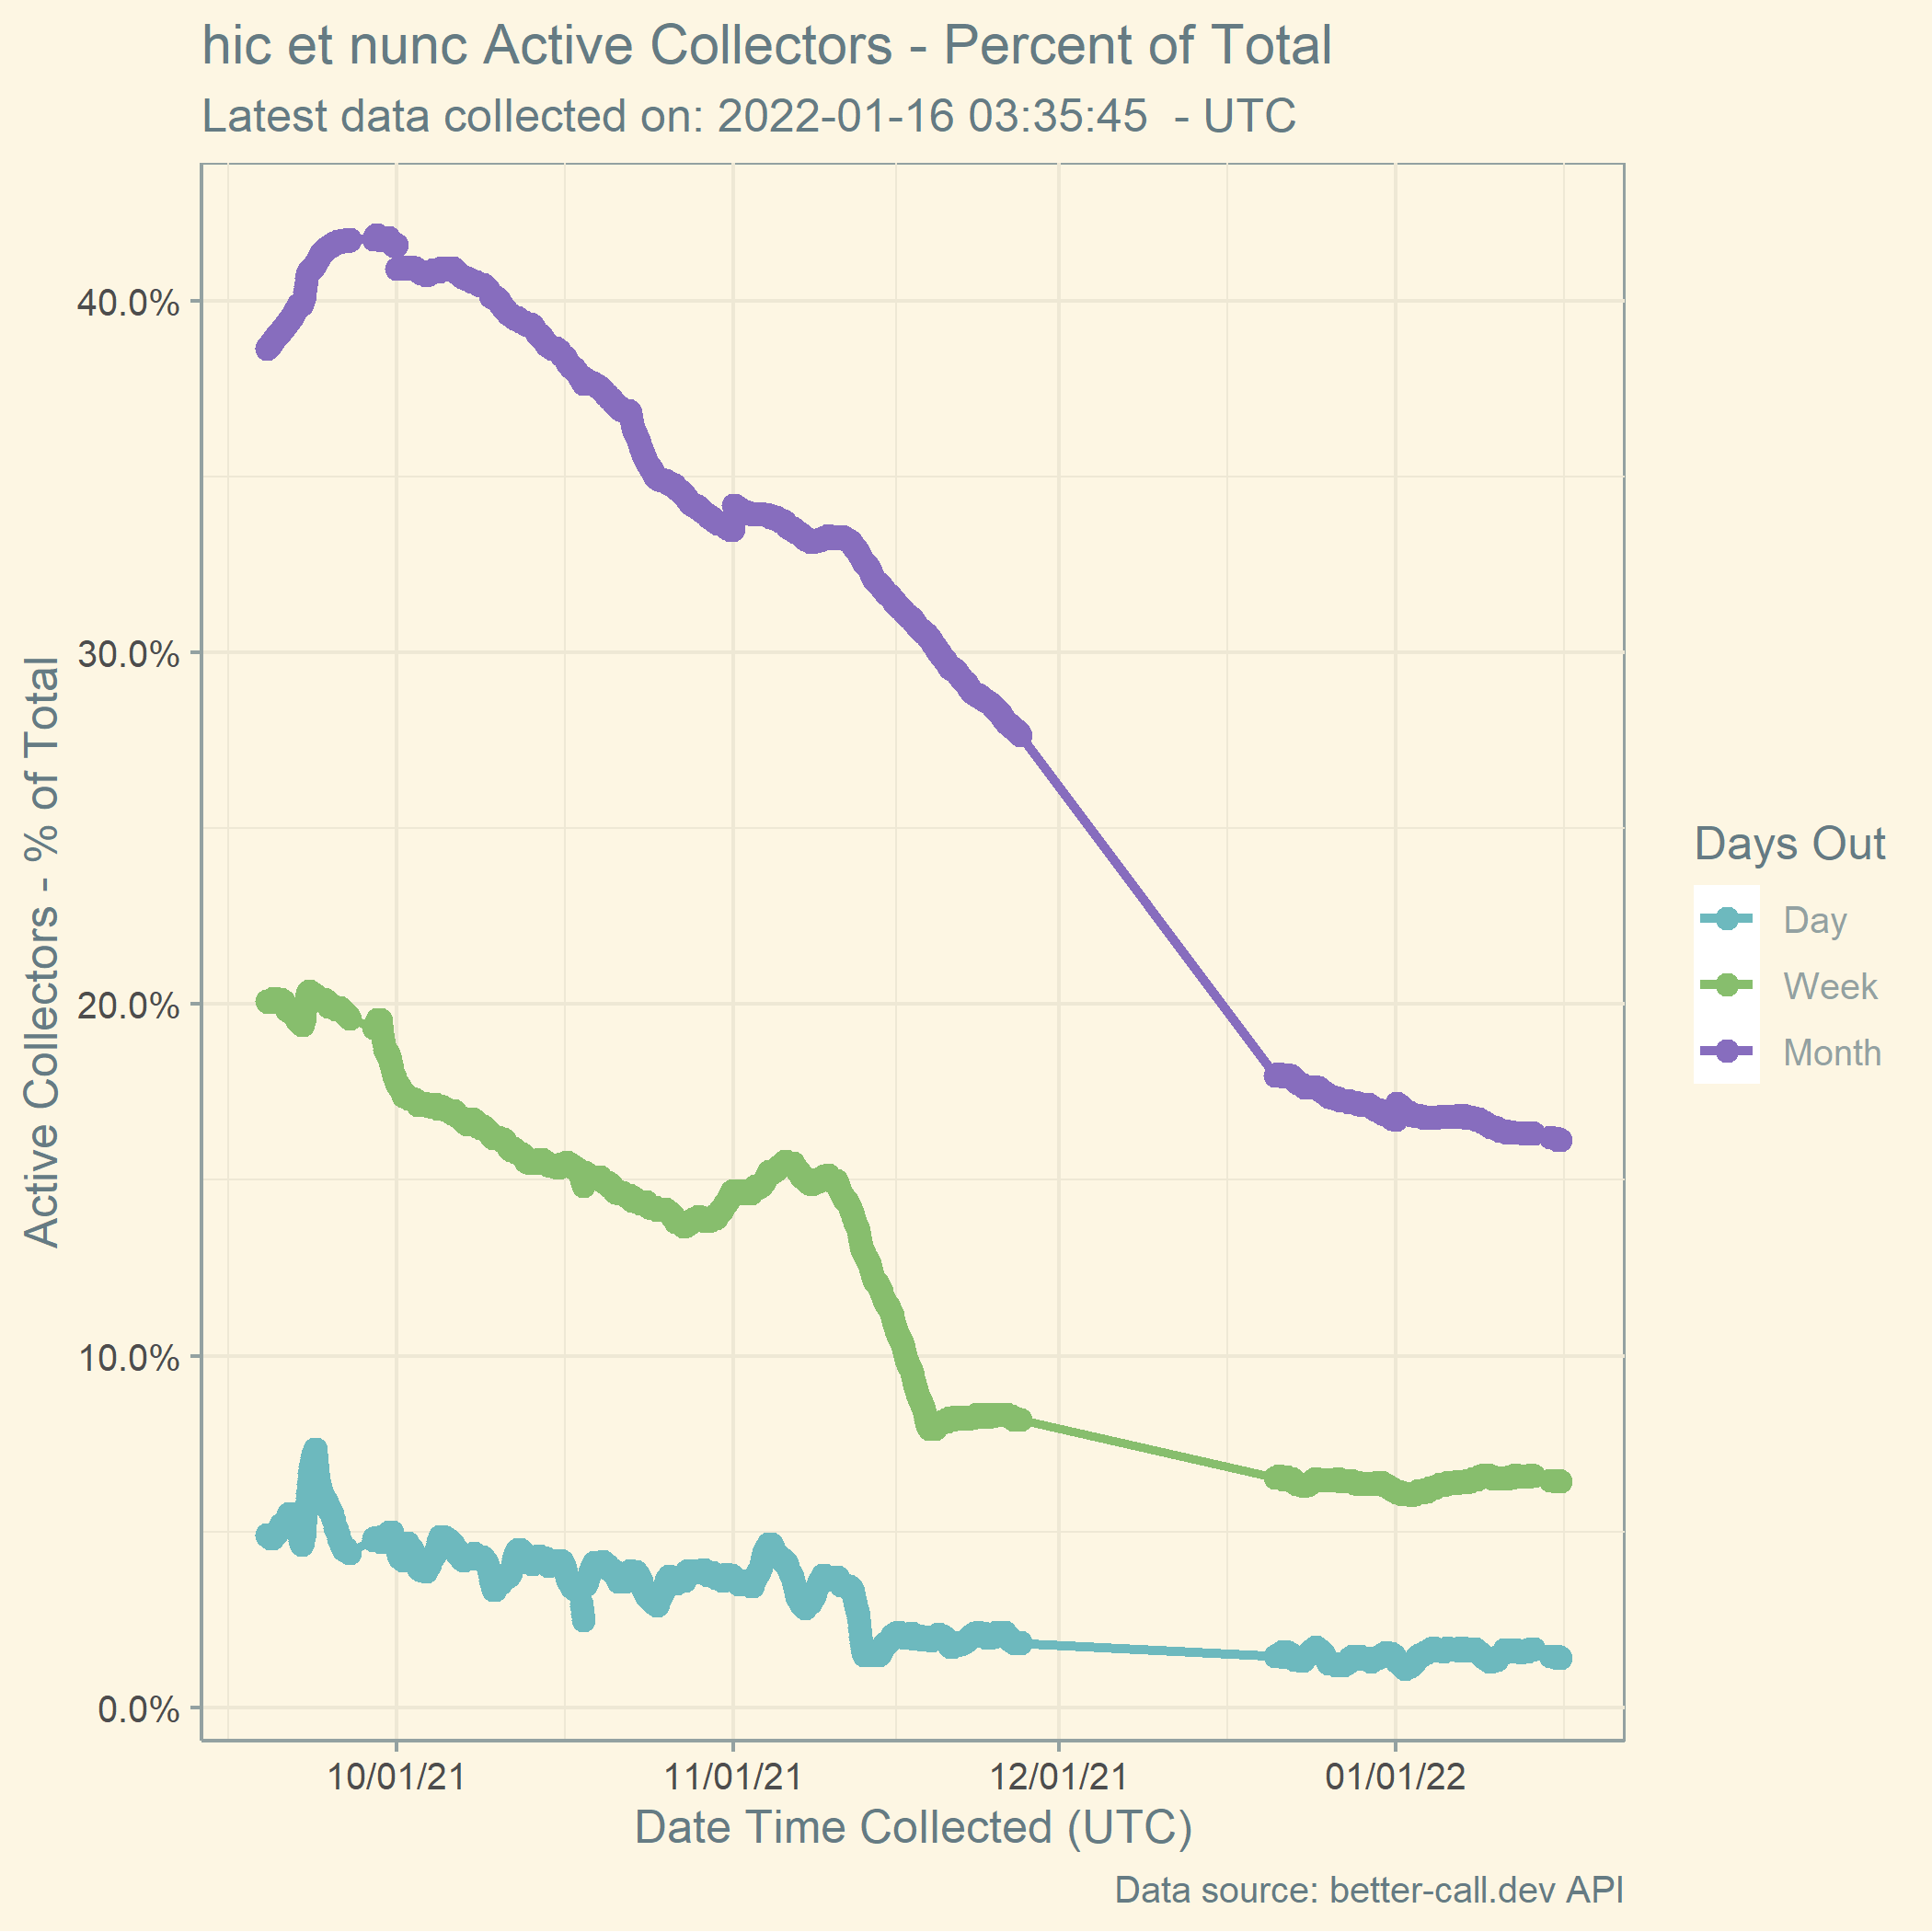 hic et nunc Active Collectors - Percent of Total
Latest data collected on: 2022-01-16 03:35:45  - UTC
Active Collectors - % of Total
40.0%
30.0%
20.0%
10.0%
0.0%
10/01/21
11/01/21
12/01/21
01/01/22
Date Time Collected (UTC)
Days Out
Day
Week
Month
Data source: better-call.dev API